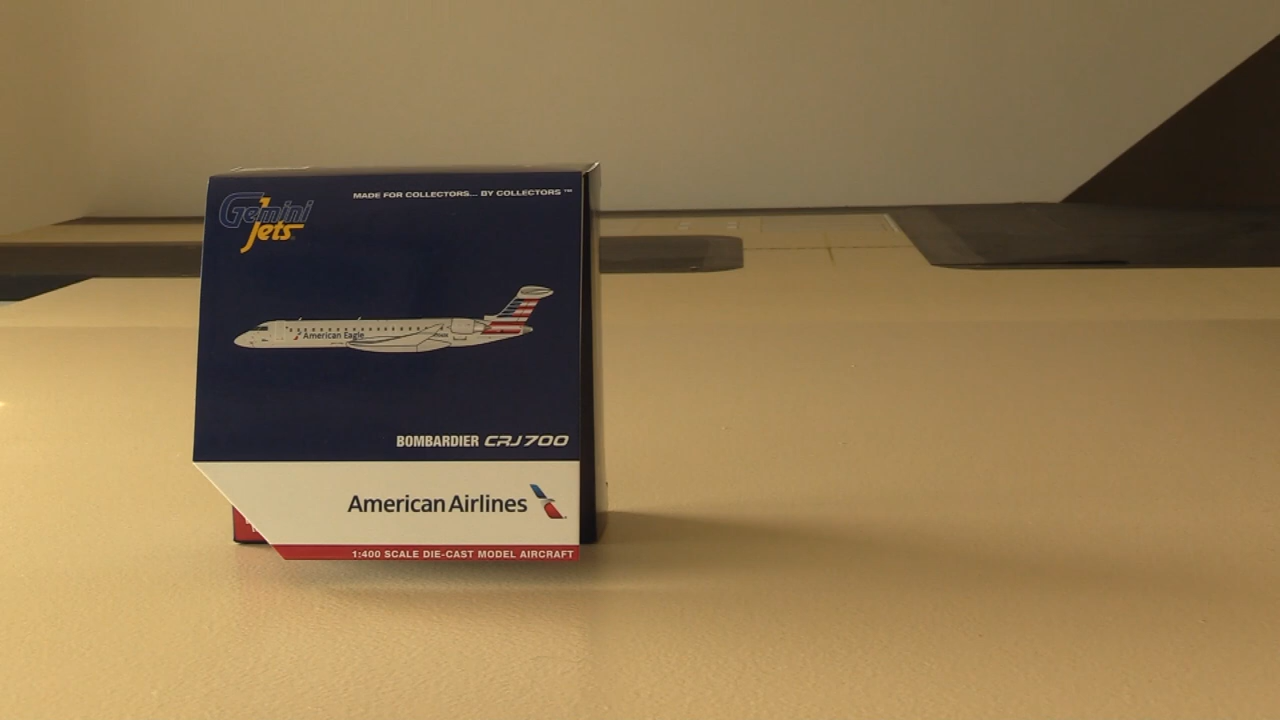 Gemini
Jets
MADE FOR COLLECTORS... BY COLLECTORS™
American Eagle
BOMBARDIER CRJ700
American Airlines
1:400 SCALE DIE-CAST MODEL AIRCRAFT